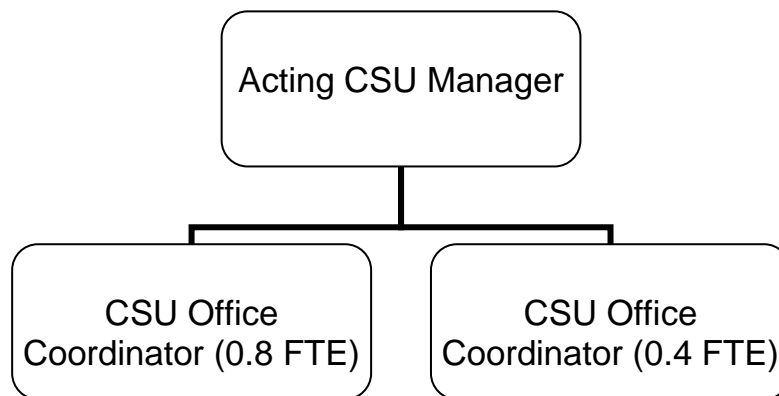 Acting CSU Manager
CSU Office
Coordinator (0.8 FTE)
CSU Office
Coordinator (0.4 FTE)